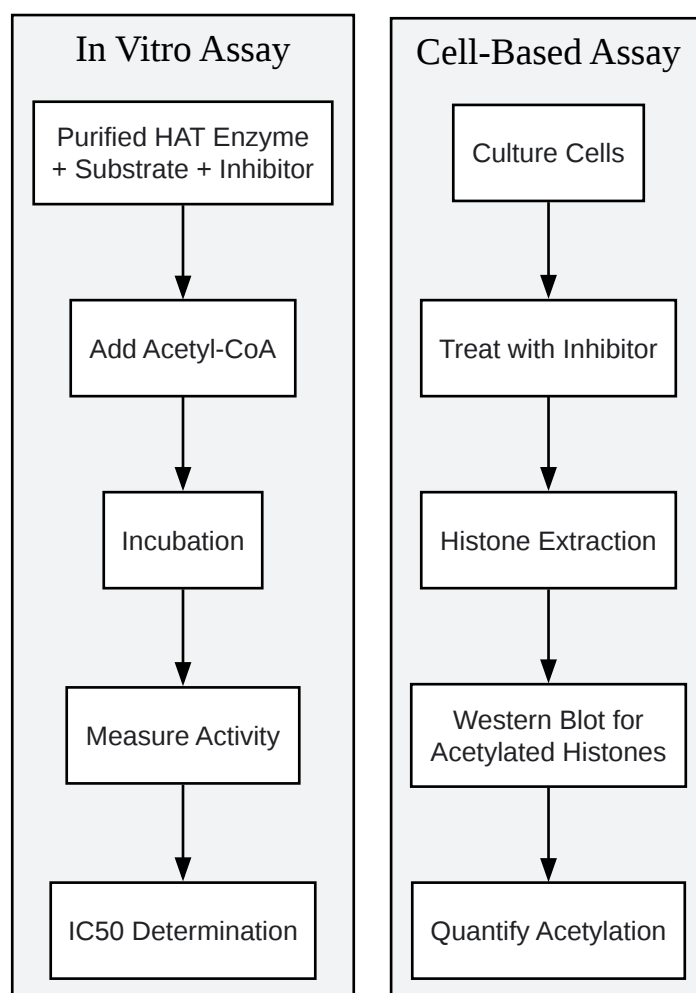 In Vitro Assay
Purified HAT Enzyme
+ Substrate + Inhibitor
Add Acetyl-CoA
Incubation
Measure Activity
IC50 Determination
Cell-Based Assay
Culture Cells
Treat with Inhibitor
Histone Extraction
Western Blot for
Acetylated Histones
Quantify Acetylation